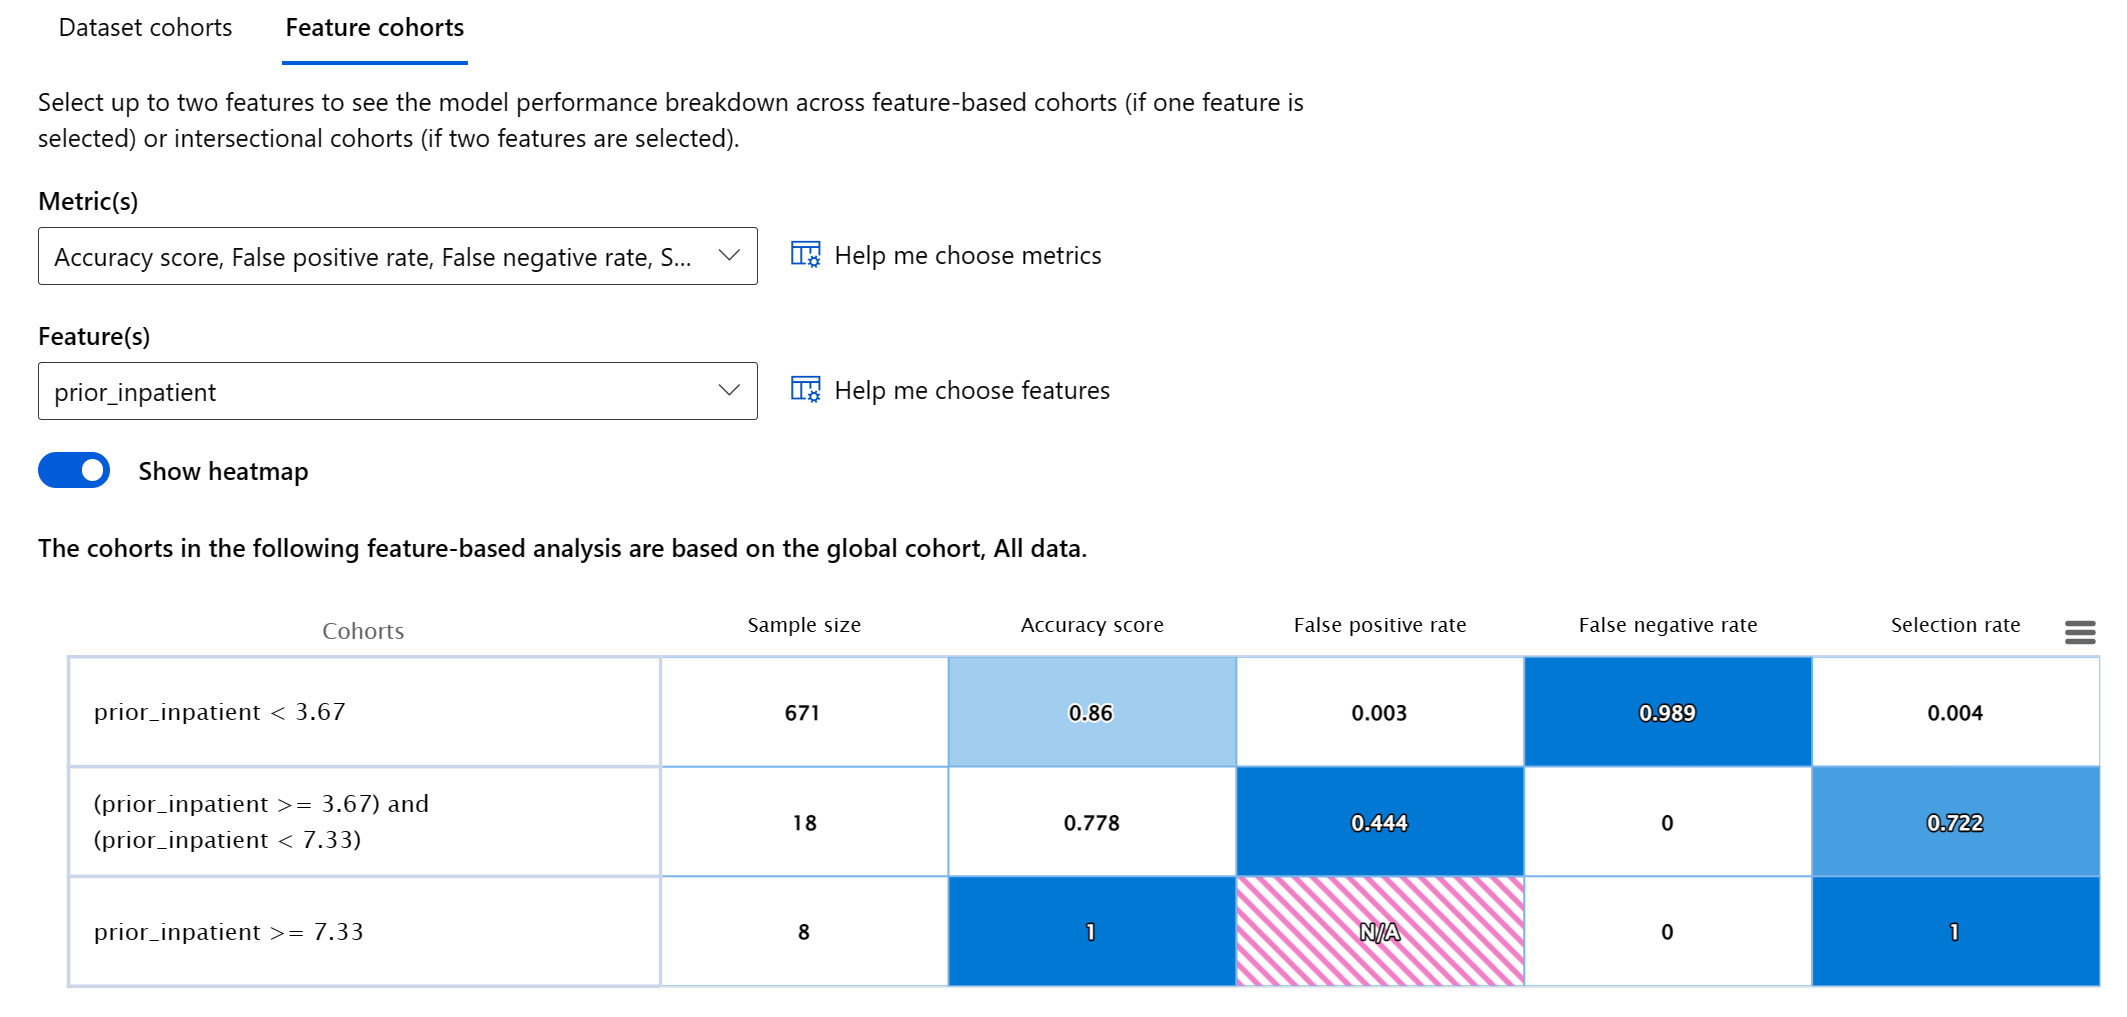 Dataset cohorts
Feature cohorts
Select up to two features to see the model performance breakdown across feature-based cohorts (if one feature is
selected) or intersectional cohorts (if two features are selected).
Metric(s)
Accuracy score, False positive rate, False negative rate, S...
Help me choose metrics
Feature(s)
prior_inpatient
Help me choose features
Show heatmap
The cohorts in the following feature-based analysis are based on the global cohort, All data.
Cohorts
Sample size
Accuracy score
False positive rate
False negative rate
Selection rate
prior_inpatient < 3.67
671
0.86
0.003
0.989
0.004
(prior_inpatient >= 3.67) and
(prior_inpatient < 7.33)
18
0.778
0.444
0
0.722
prior_inpatient >= 7.33
8
1
N/A
0
1